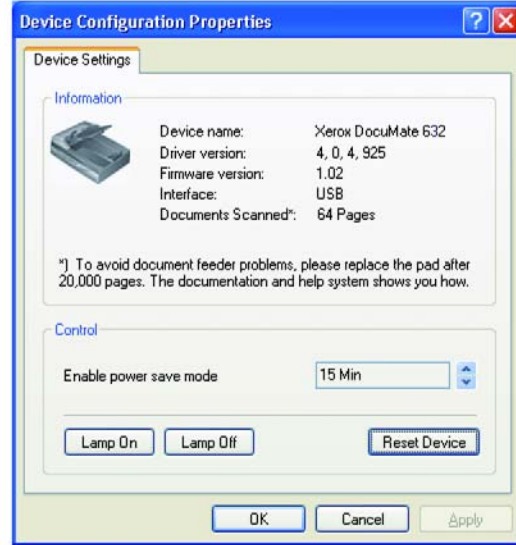 Device Configuration Properties
Device Settings
Information
Device name: Xerox DocuMate 632
Driver version: 4, 0, 4, 925
Firmware version: 1.02
Interface: USB
Documents Scanned*: 64 Pages
*) To avoid document feeder problems, please replace the pad after
20,000 pages. The documentation and help system shows you how.
Control
Enable power save mode 15 Min
Lamp On Lamp Off Reset Device
OK Cancel Apply